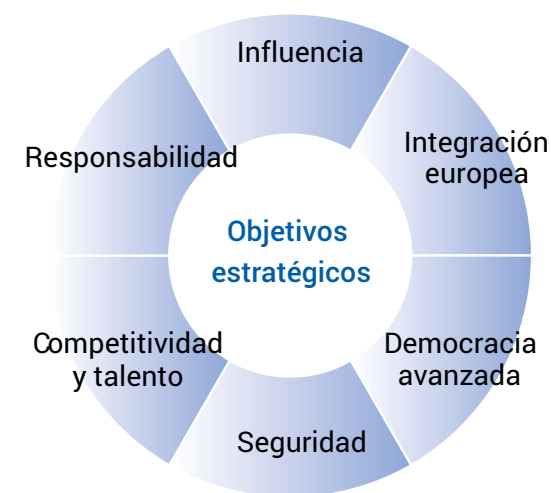 Influencia
Integración
europea
Democracia
avanzada
Seguridad
Competitividad
y talento
Responsabilidad
Objetivos
estratégicos